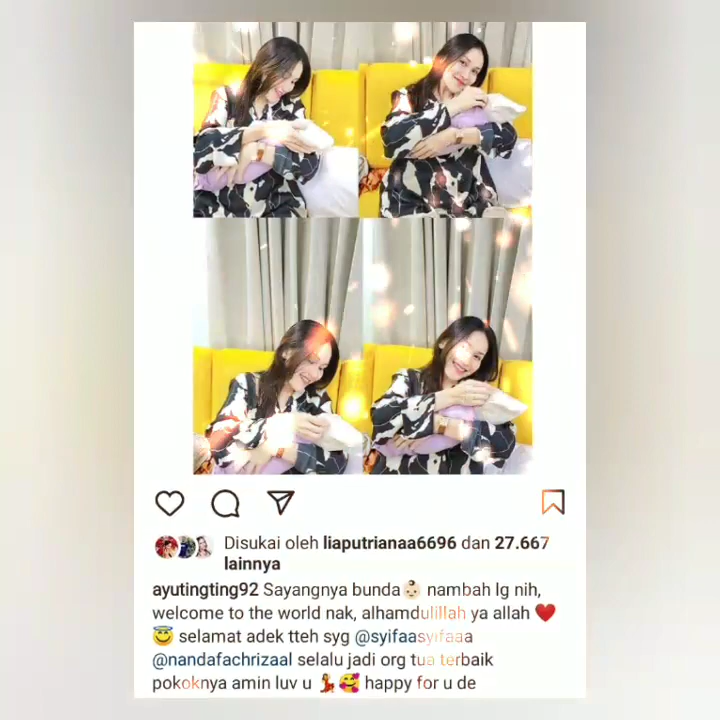 Disukai oleh liaputrianaa6696 dan 27.667
lainnya
ayutingting92 Sayangnya bunda👶🏻 nambah lg nih,
welcome to the world nak, alhamdulillah ya allah ❤️
😇 selamat adek tteh syg @syifaasyifaaa
@nandafachrizaal selalu jadi org tua terbaik
pokoknya amin luv u 💃🥰 happy for u de